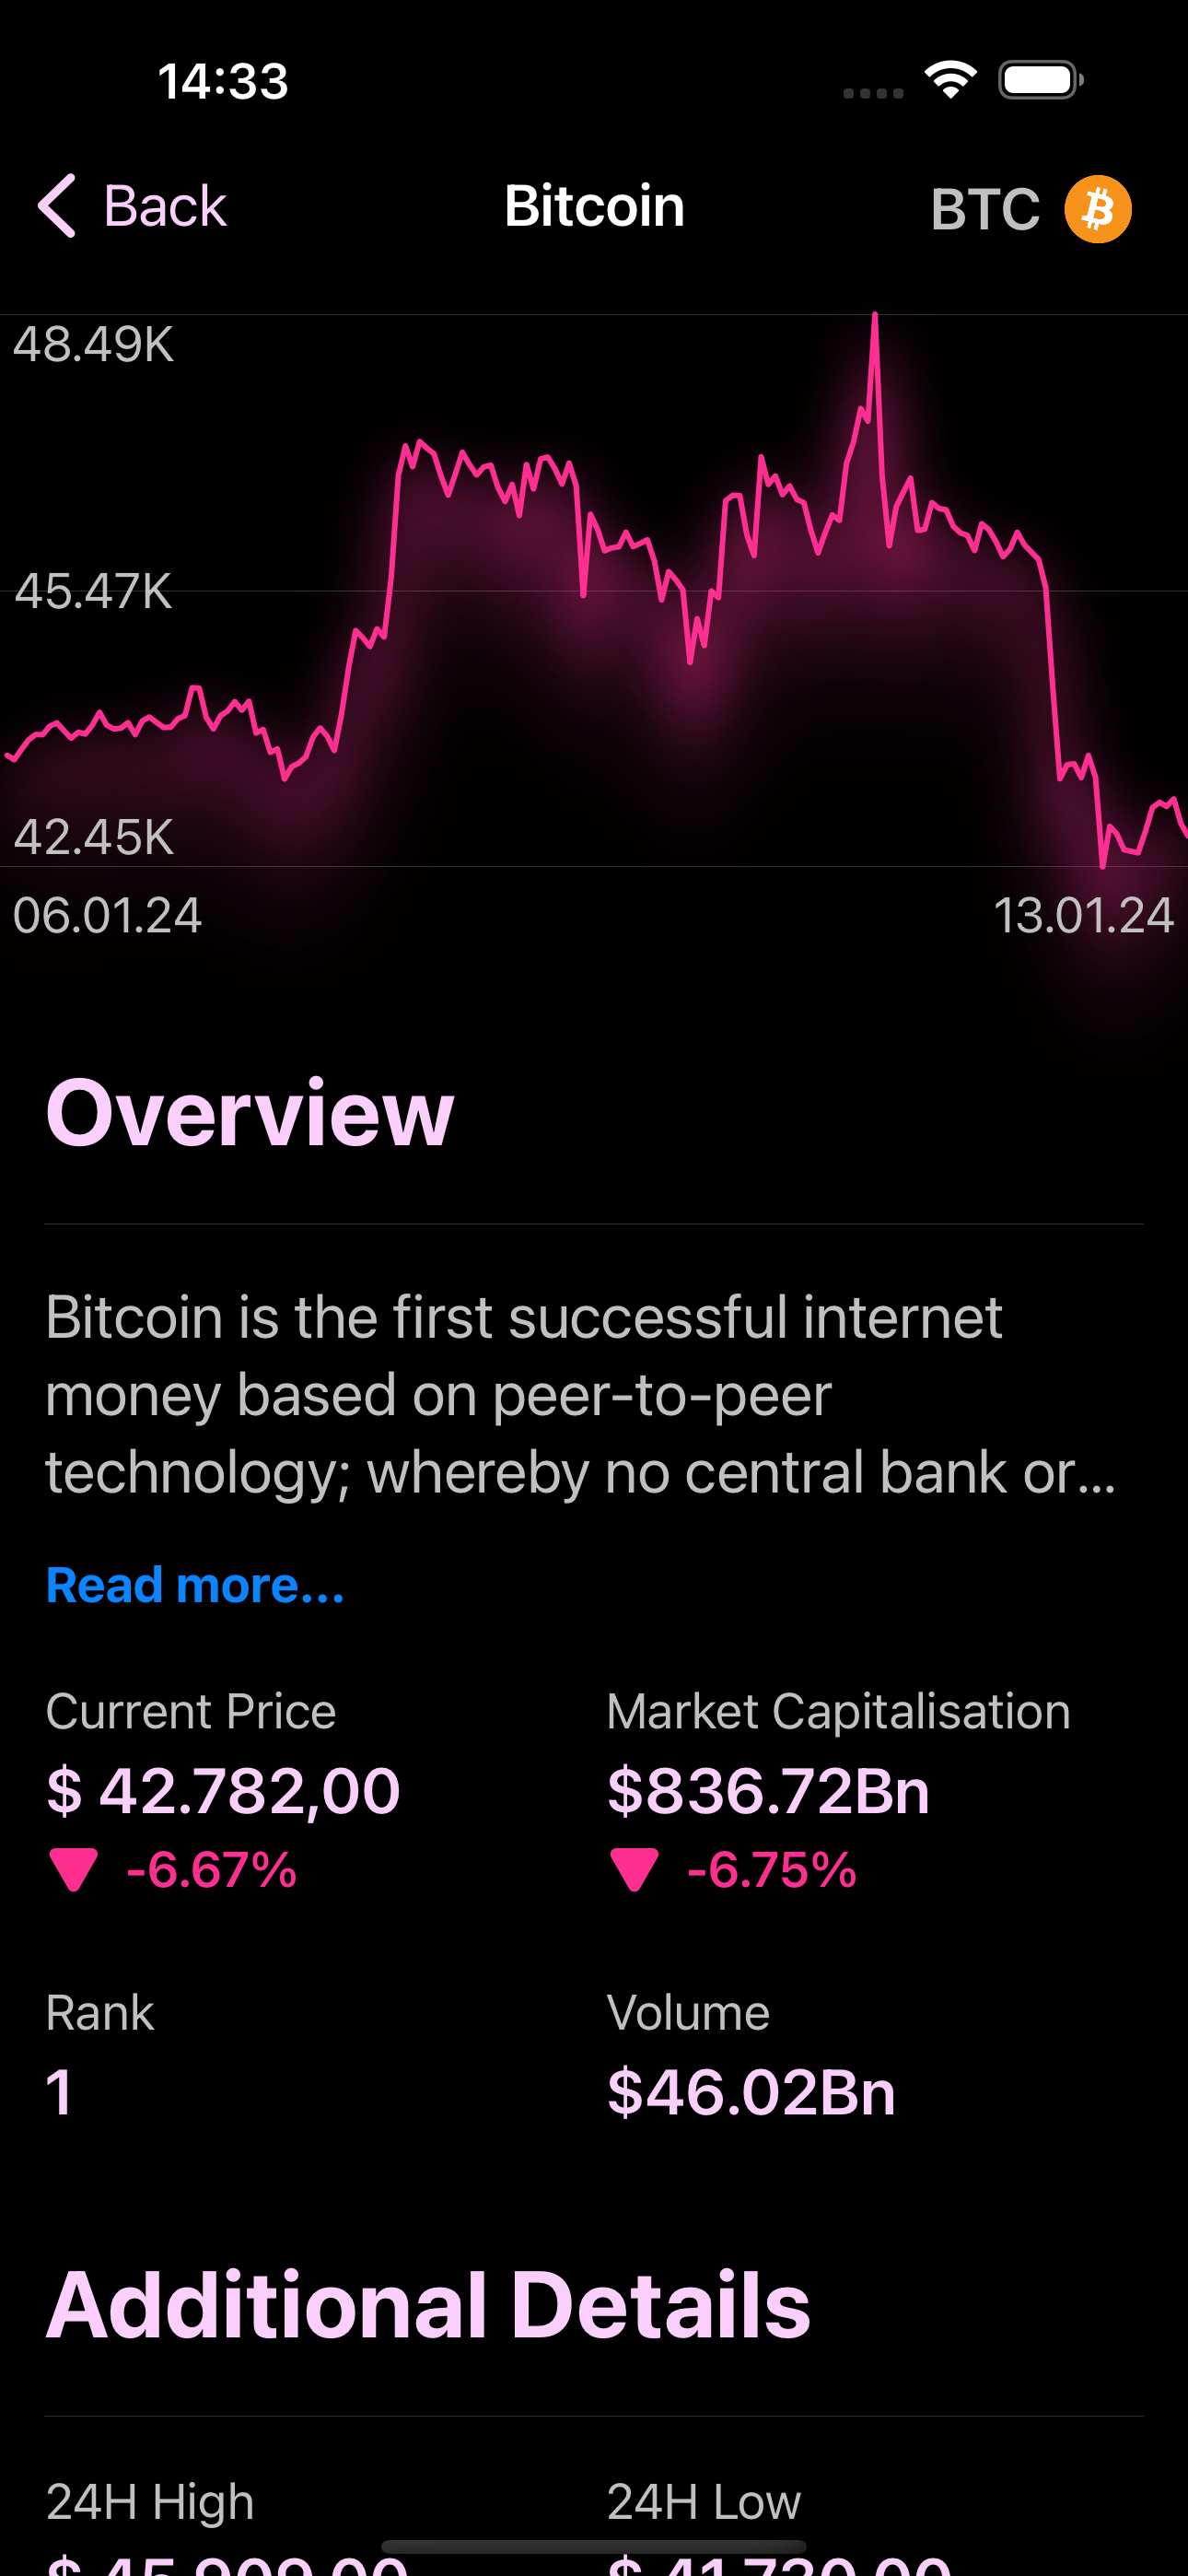 14:33
Back
Bitcoin
BTC
48.49K
45.47K
42.45K
06.01.24
13.01.24
Overview
Bitcoin is the first successful internet
money based on peer-to-peer
technology; whereby no central bank or...
Read more...
Current Price
Market Capitalisation
$ 42.782,00
$836.72Bn
-6.67%
-6.75%
Rank
Volume
1
$46.02Bn
Additional Details
24H High
24H Low